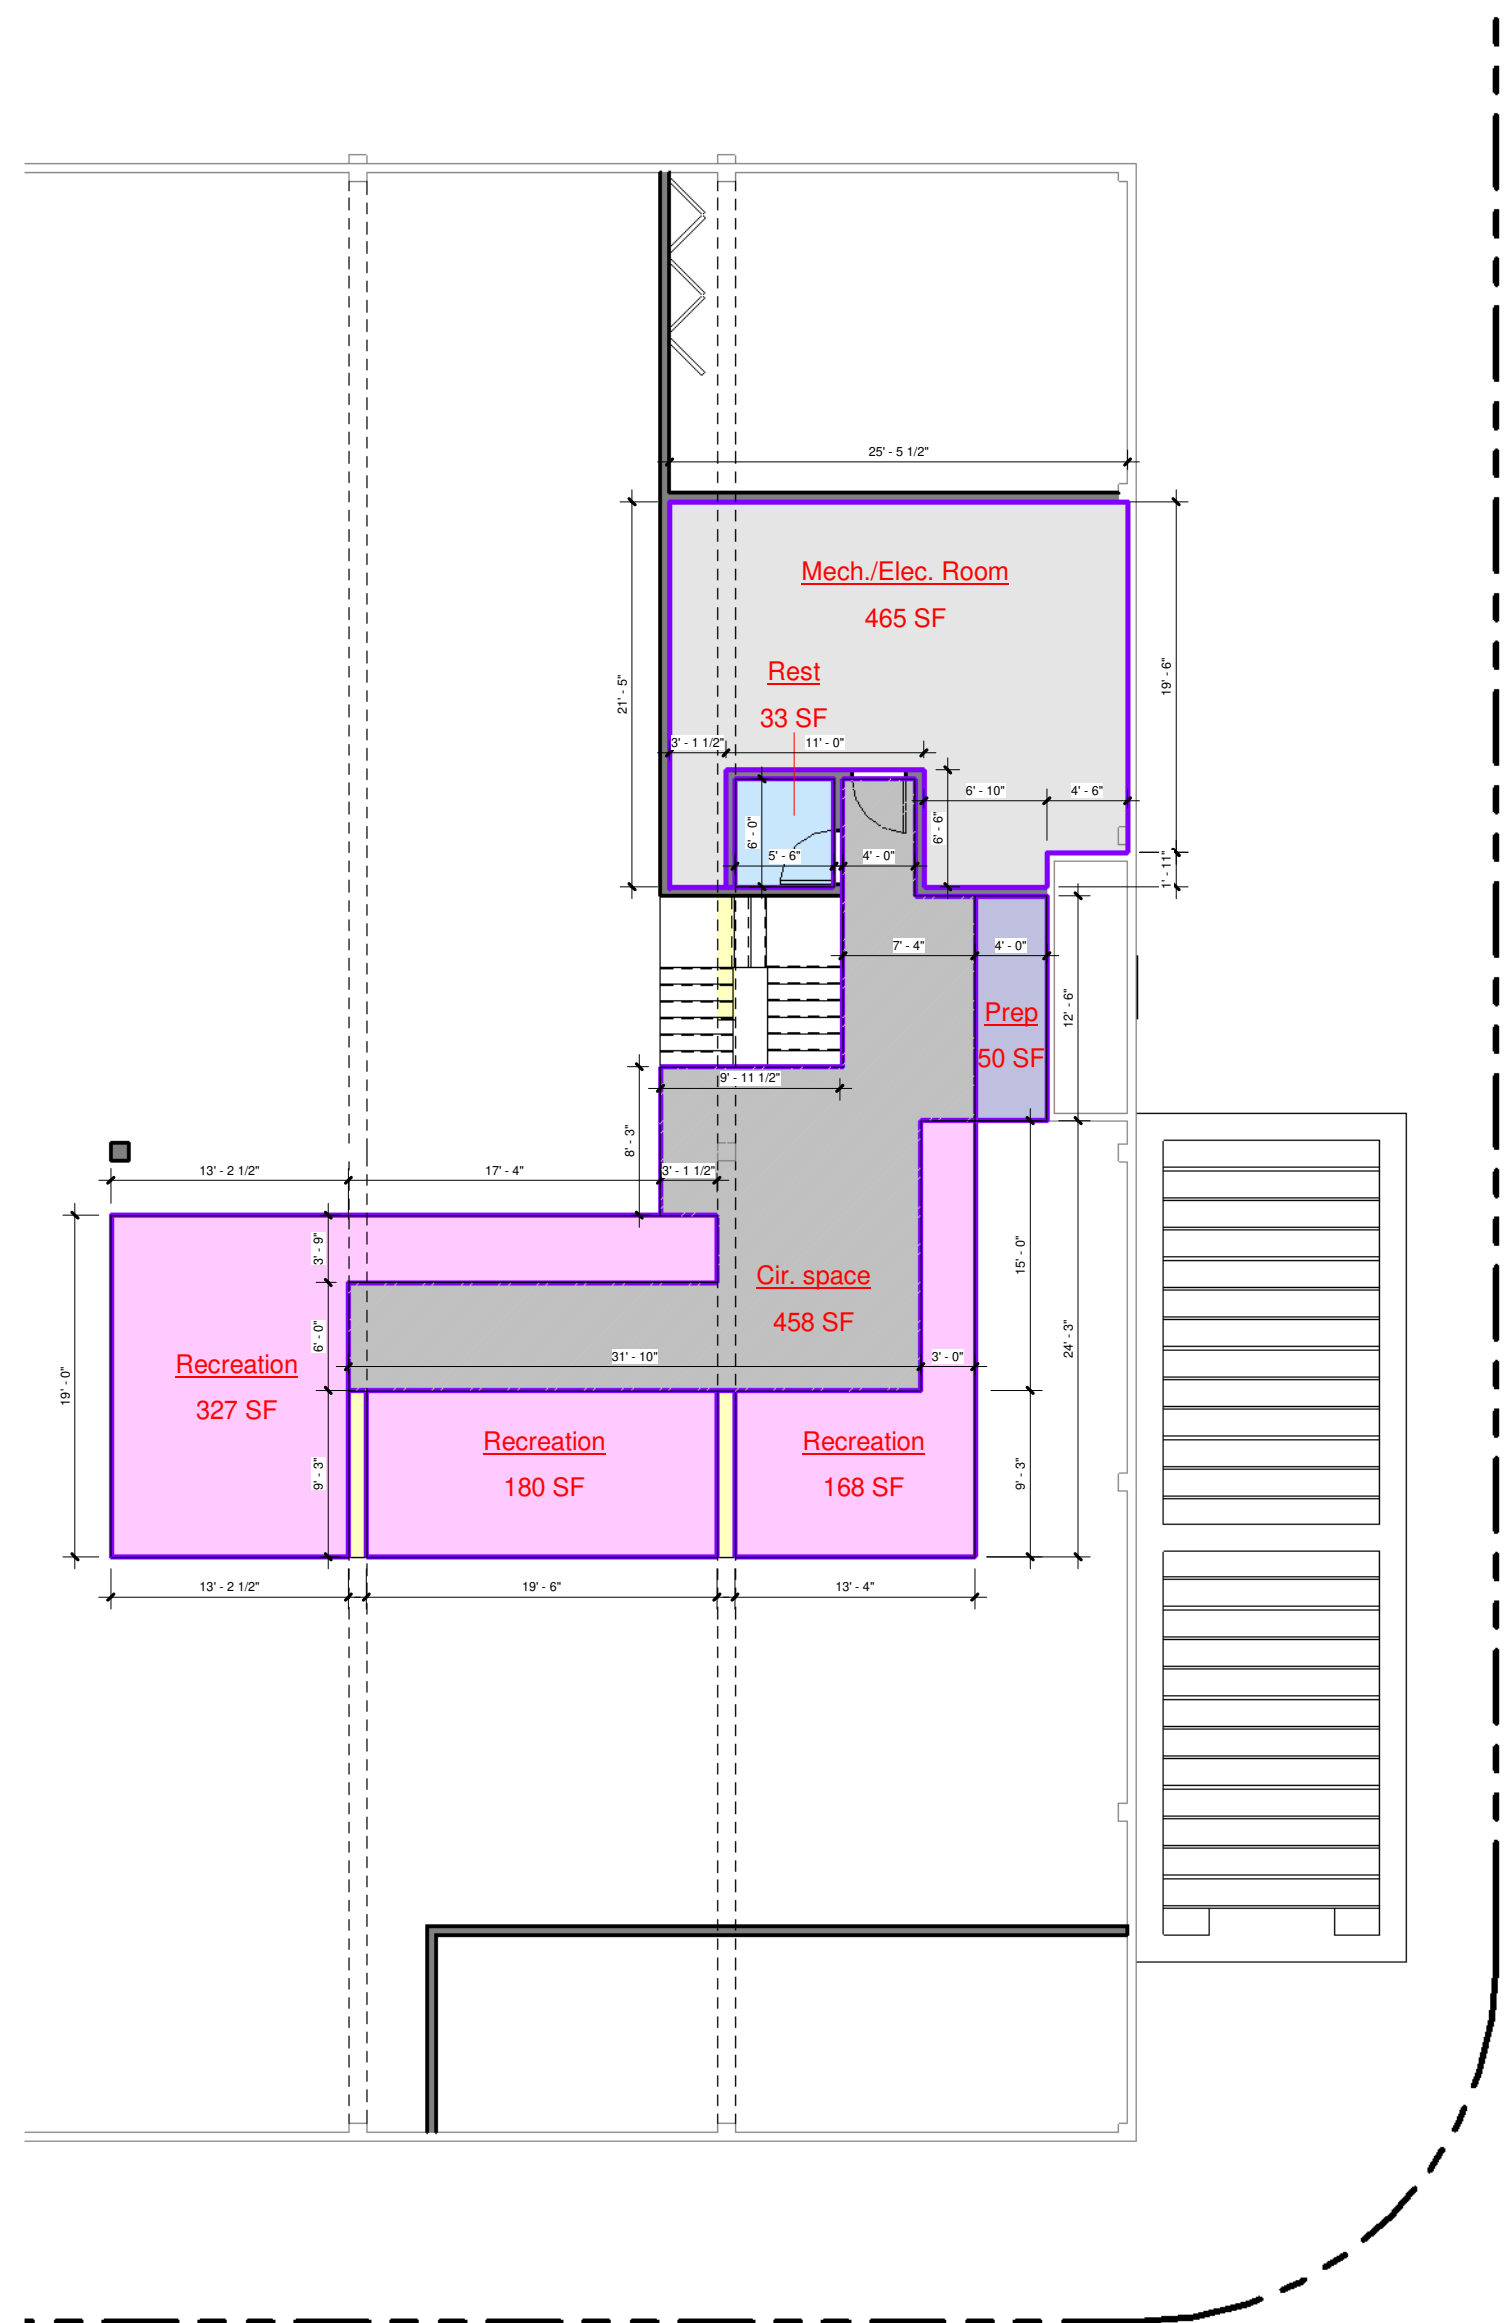 25' - 5 1/2"
Mech./Elec. Room
465 SF
21' - 5"
19' - 6"
Rest
33 SF
3' - 1 1/2"
11' - 0"
6' - 10"
4' - 6"
6' - 0"
6' - 6"
5' - 6"
4' - 0"
1' - 11"
7' - 4"
4' - 0"
12' - 6"
Prep
50 SF
9' - 11 1/2"
8' - 3"
13' - 2 1/2"
17' - 4"
3' - 1 1/2"
3' - 9"
15' - 0"
Cir. space
458 SF
6' - 0"
24' - 3"
31' - 10"
3' - 0"
19' - 0"
Recreation
327 SF
Recreation
180 SF
Recreation
168 SF
9' - 3"
9' - 3"
13' - 2 1/2"
19' - 6"
13' - 4"